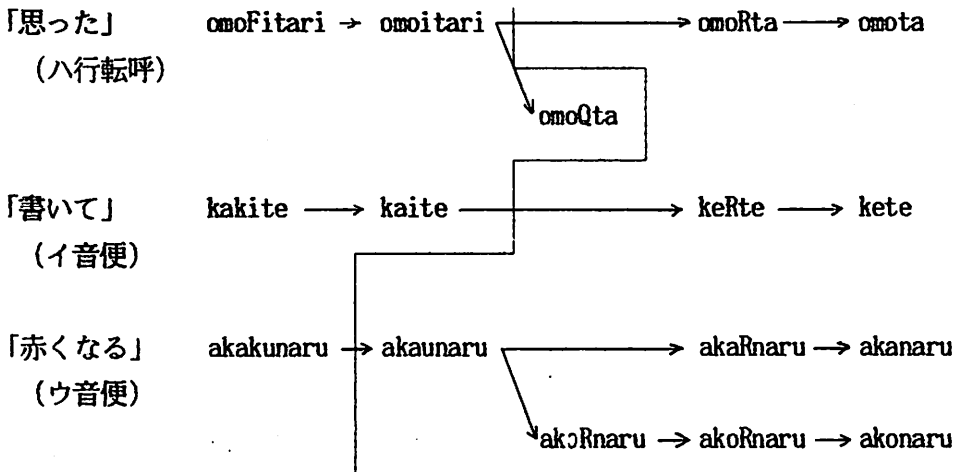 「思った」 omoFitari → omoitari → omoRta → omota
（ハ行転呼）
omoQta
「書いて」 kakite → kaite → keRte → kete
（イ音便）
「赤くなる」 akakunaru → akaunaru → akaRnaru → akanaru
（ウ音便）
akɔRnaru → akoRnaru → akonaru